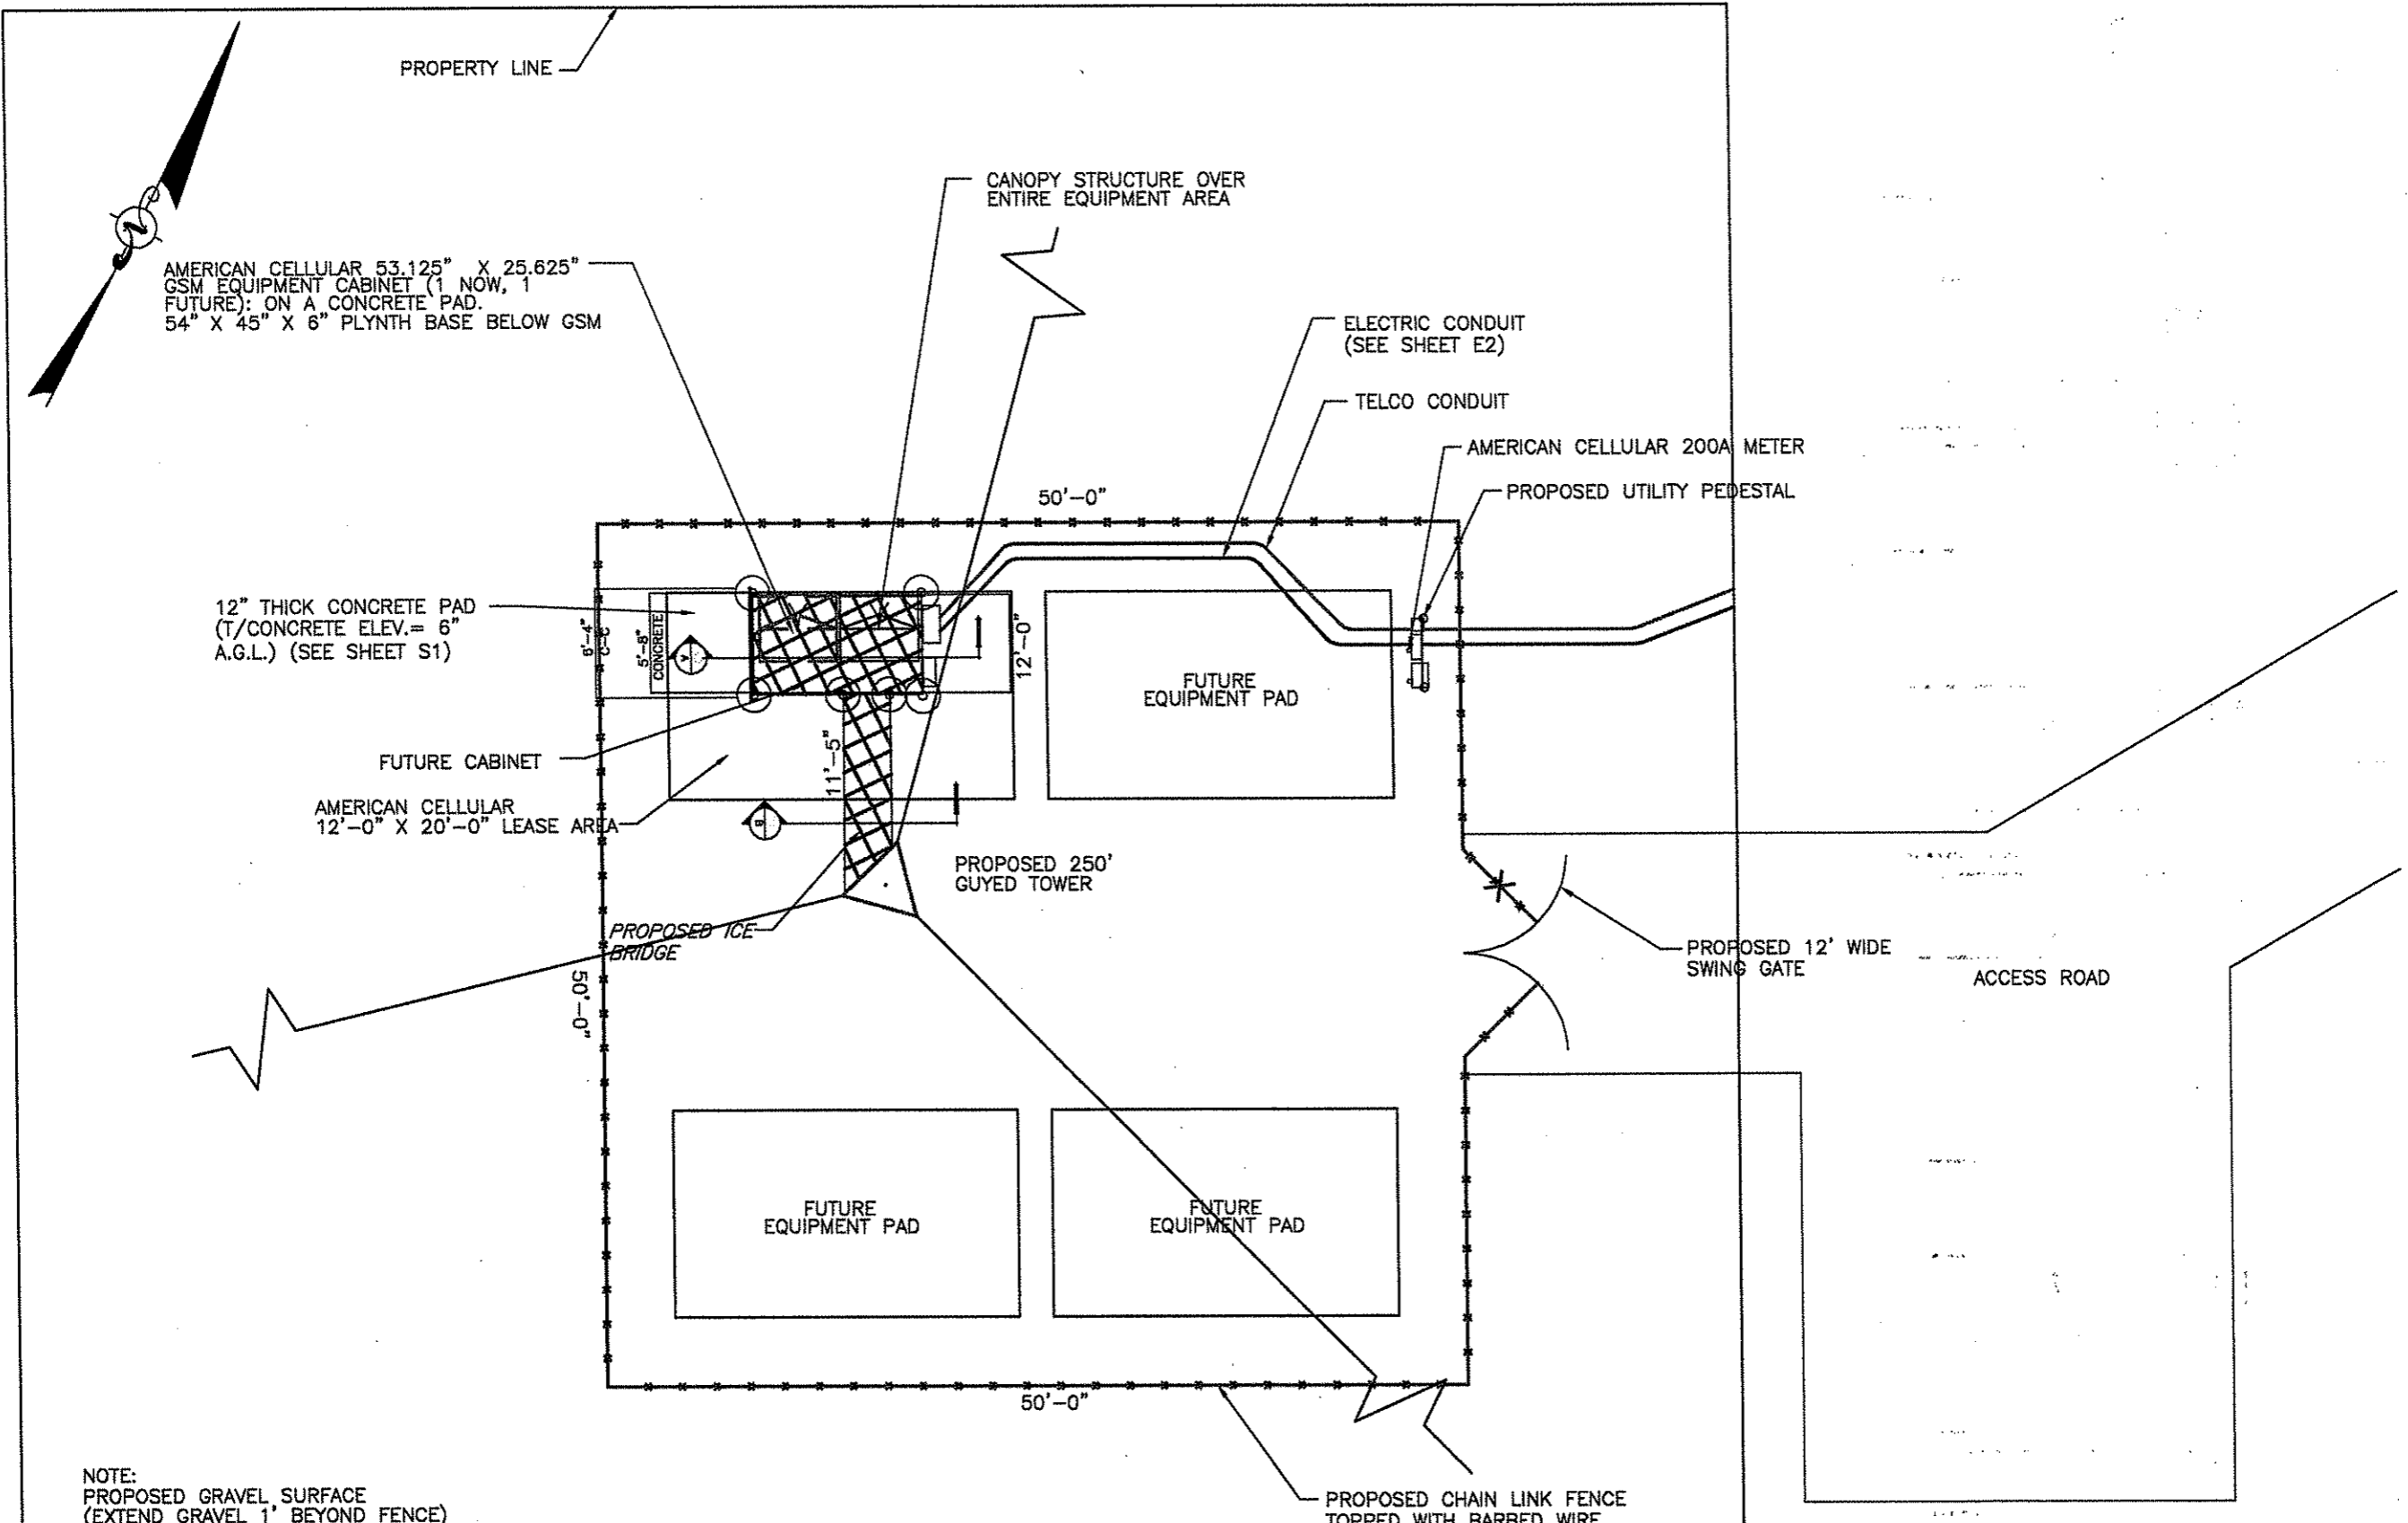 PROPERTY LINE
N
CANOPY STRUCTURE OVER
ENTIRE EQUIPMENT AREA
AMERICAN CELLULAR 53.125" X 25.625"
GSM EQUIPMENT CABINET (1 NOW, 1
FUTURE): ON A CONCRETE PAD.
54" X 45" X 6" PLYNTH BASE BELOW GSM
ELECTRIC CONDUIT
(SEE SHEET E2)
TELCO CONDUIT
AMERICAN CELLULAR 200A METER
PROPOSED UTILITY PEDESTAL
50'-0"
12" THICK CONCRETE PAD
(T/CONCRETE ELEV.= 6"
A.G.L.) (SEE SHEET S1)
6'-4"
C-C
5'-8"
CONCRETE
A
12'-0"
FUTURE
EQUIPMENT PAD
FUTURE CABINET
11'-5"
AMERICAN CELLULAR
12'-0" X 20'-0" LEASE AREA
B
PROPOSED 250'
GUYED TOWER
PROPOSED ICE
BRIDGE
50'-0"
PROPOSED 12' WIDE
SWING GATE
ACCESS ROAD
FUTURE
EQUIPMENT PAD
FUTURE
EQUIPMENT PAD
50'-0"
NOTE:
PROPOSED GRAVEL SURFACE
(EXTEND GRAVEL 1' BEYOND FENCE)
PROPOSED CHAIN LINK FENCE
TOPPED WITH BARBED WIRE